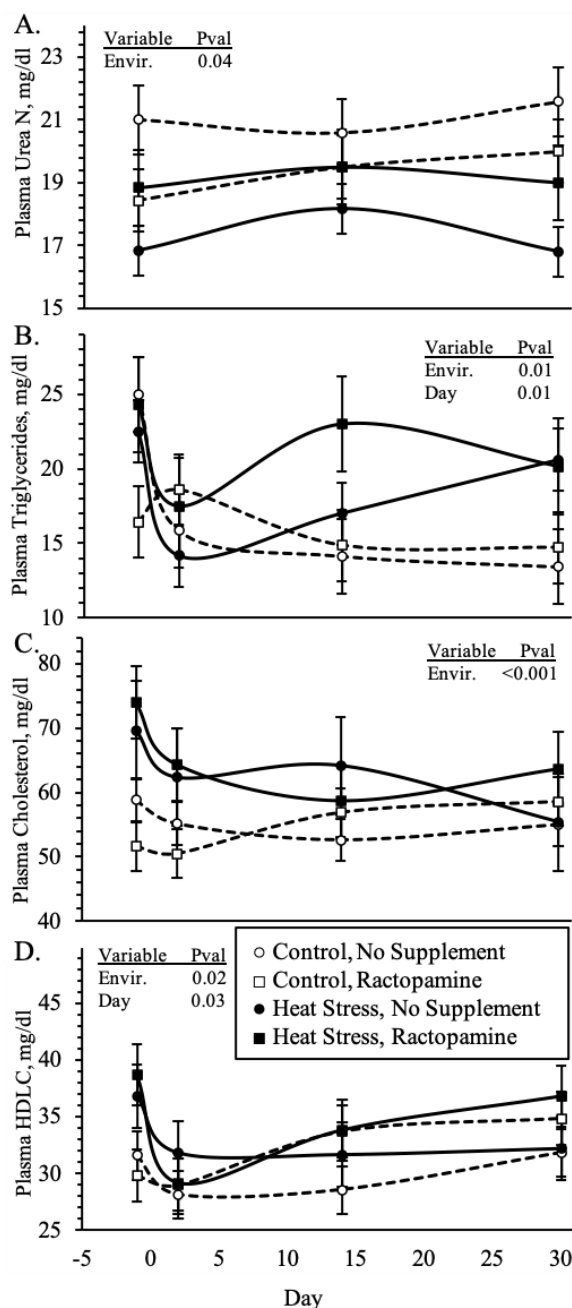 A.
Variable Pval
Envir. 0.04
Plasma Urea N, mg/dl
23
21
19
17
15
B.
Variable Pval
Envir. 0.01
Day 0.01
Plasma Triglycerides, mg/dl
25
20
15
10
C.
Variable Pval
Envir. <0.001
Plasma Cholesterol, mg/dl
80
70
60
50
40
D.
Variable Pval
Envir. 0.02
Day 0.03
Control, No Supplement
Control, Ractopamine
Heat Stress, No Supplement
Heat Stress, Ractopamine
Plasma HDLC, mg/dl
45
40
35
30
25
-5 0 5 10 15 20 25 30
Day